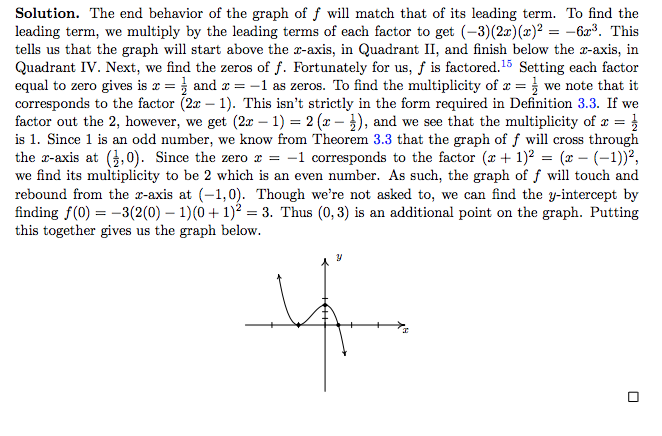 Solution. The end behavior of the graph of f will match that of its leading term. To find the
leading term, we multiply by the leading terms of each factor to get (−3)(2x)(x)² = −6x³. This
tells us that the graph will start above the x-axis, in Quadrant II, and finish below the x-axis, in
Quadrant IV. Next, we find the zeros of f. Fortunately for us, f is factored.¹⁵ Setting each factor
equal to zero gives is x = ½ and x = −1 as zeros. To find the multiplicity of x = ½ we note that it
corresponds to the factor (2x − 1). This isn't strictly in the form required in Definition 3.3. If we
factor out the 2, however, we get (2x − 1) = 2 (x − ½), and we see that the multiplicity of x = ½
is 1. Since 1 is an odd number, we know from Theorem 3.3 that the graph of f will cross through
the x-axis at (½, 0). Since the zero x = −1 corresponds to the factor (x + 1)² = (x − (−1))²,
we find its multiplicity to be 2 which is an even number. As such, the graph of f will touch and
rebound from the x-axis at (−1, 0). Though we're not asked to, we can find the y-intercept by
finding f(0) = −3(2(0) − 1)(0 + 1)² = 3. Thus (0, 3) is an additional point on the graph. Putting
this together gives us the graph below.
y
x